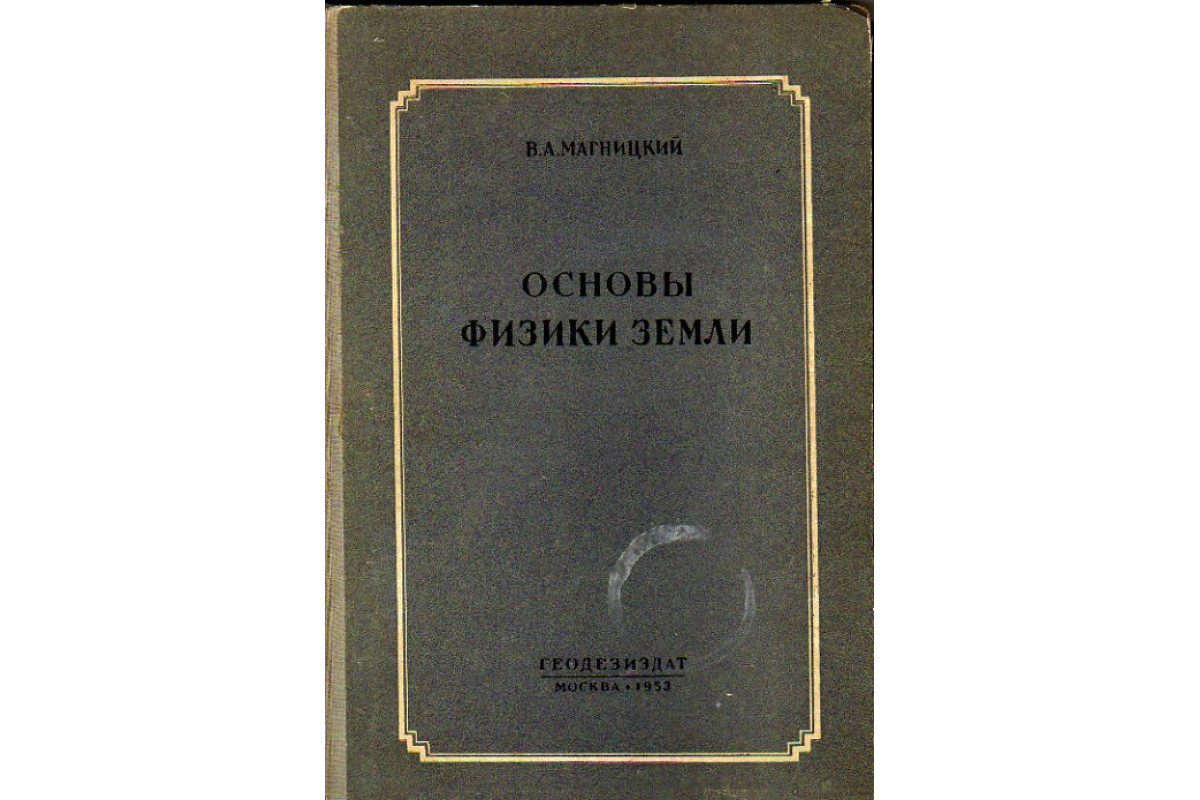 В.А.МАГНИЦКИЙ
ОСНОВЫ
ФИЗИКИ ЗЕМЛИ
ГЕОДЕЗИЗДАТ
МОСКВА • 1953